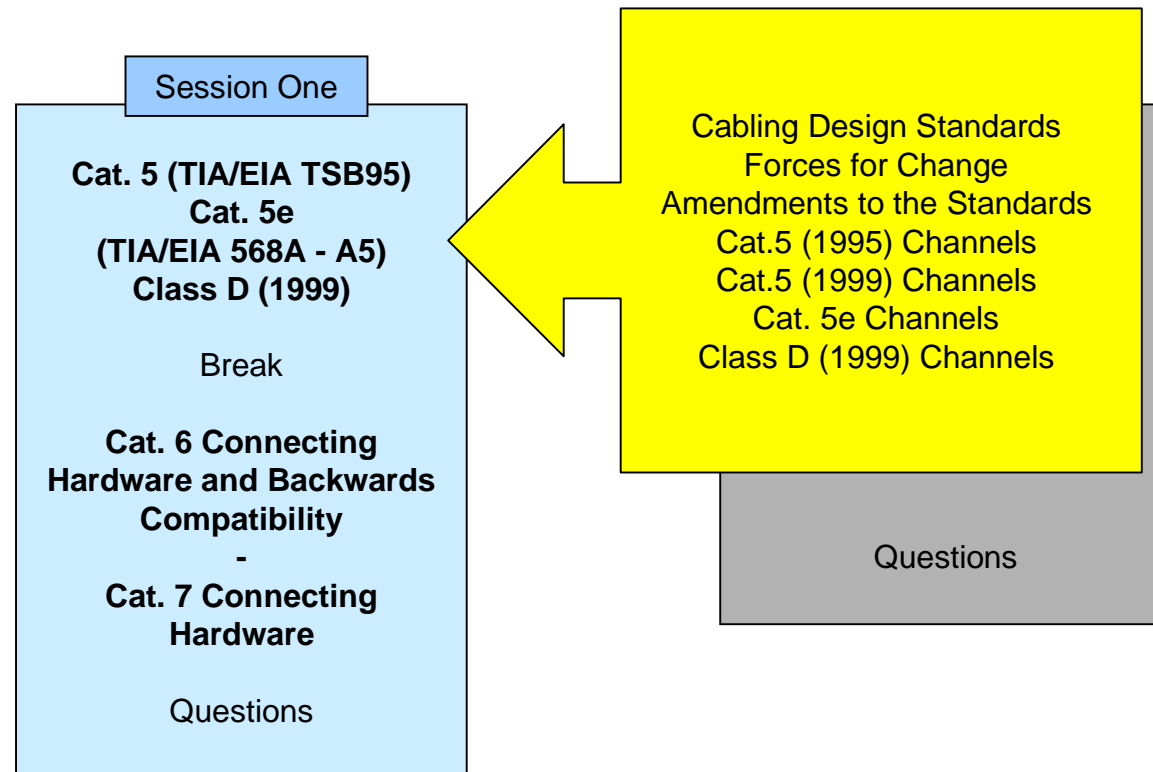 Session One
Cat. 5 (TIA/EIA TSB95)
Cat. 5e
(TIA/EIA 568A - A5)
Class D (1999)
Break
Cat. 6 Connecting
Hardware and Backwards
Compatibility
-
Cat. 7 Connecting
Hardware
Questions
Cabling Design Standards
Forces for Change
Amendments to the Standards
Cat.5 (1995) Channels
Cat.5 (1999) Channels
Cat. 5e Channels
Class D (1999) Channels
Questions